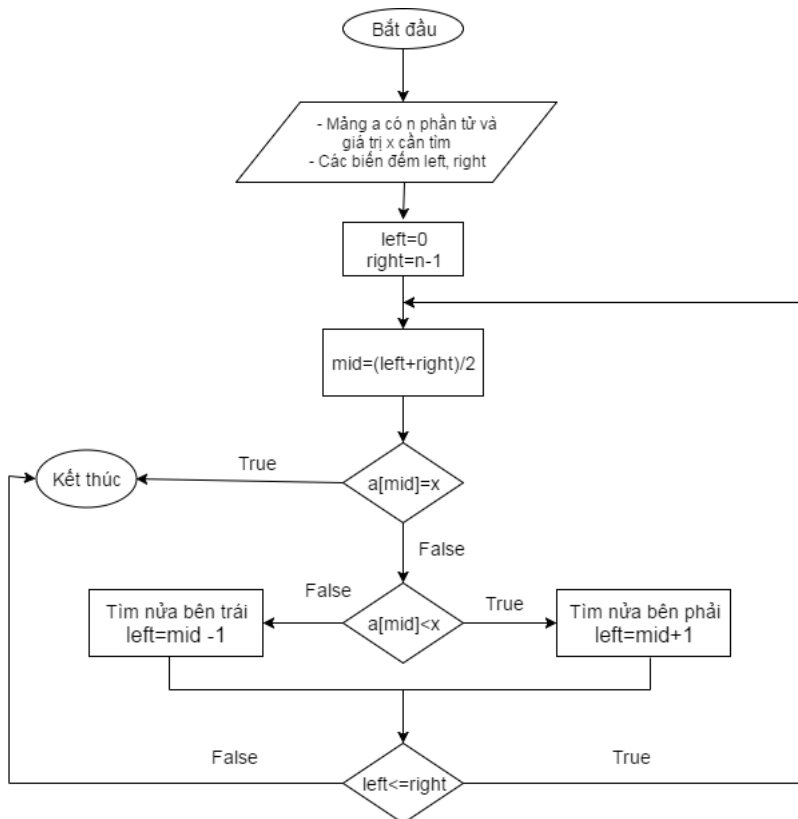 Bắt đầu
- Mảng a có n phần tử và
giá trị x cần tìm
- Các biến đếm left, right
left=0
right=n-1
mid=(left+right)/2
Kết thúc
True
a[mid]=x
False
Tìm nửa bên trái
left=mid -1
False
a[mid]<x
True
Tìm nửa bên phải
left=mid+1
False
left<=right
True